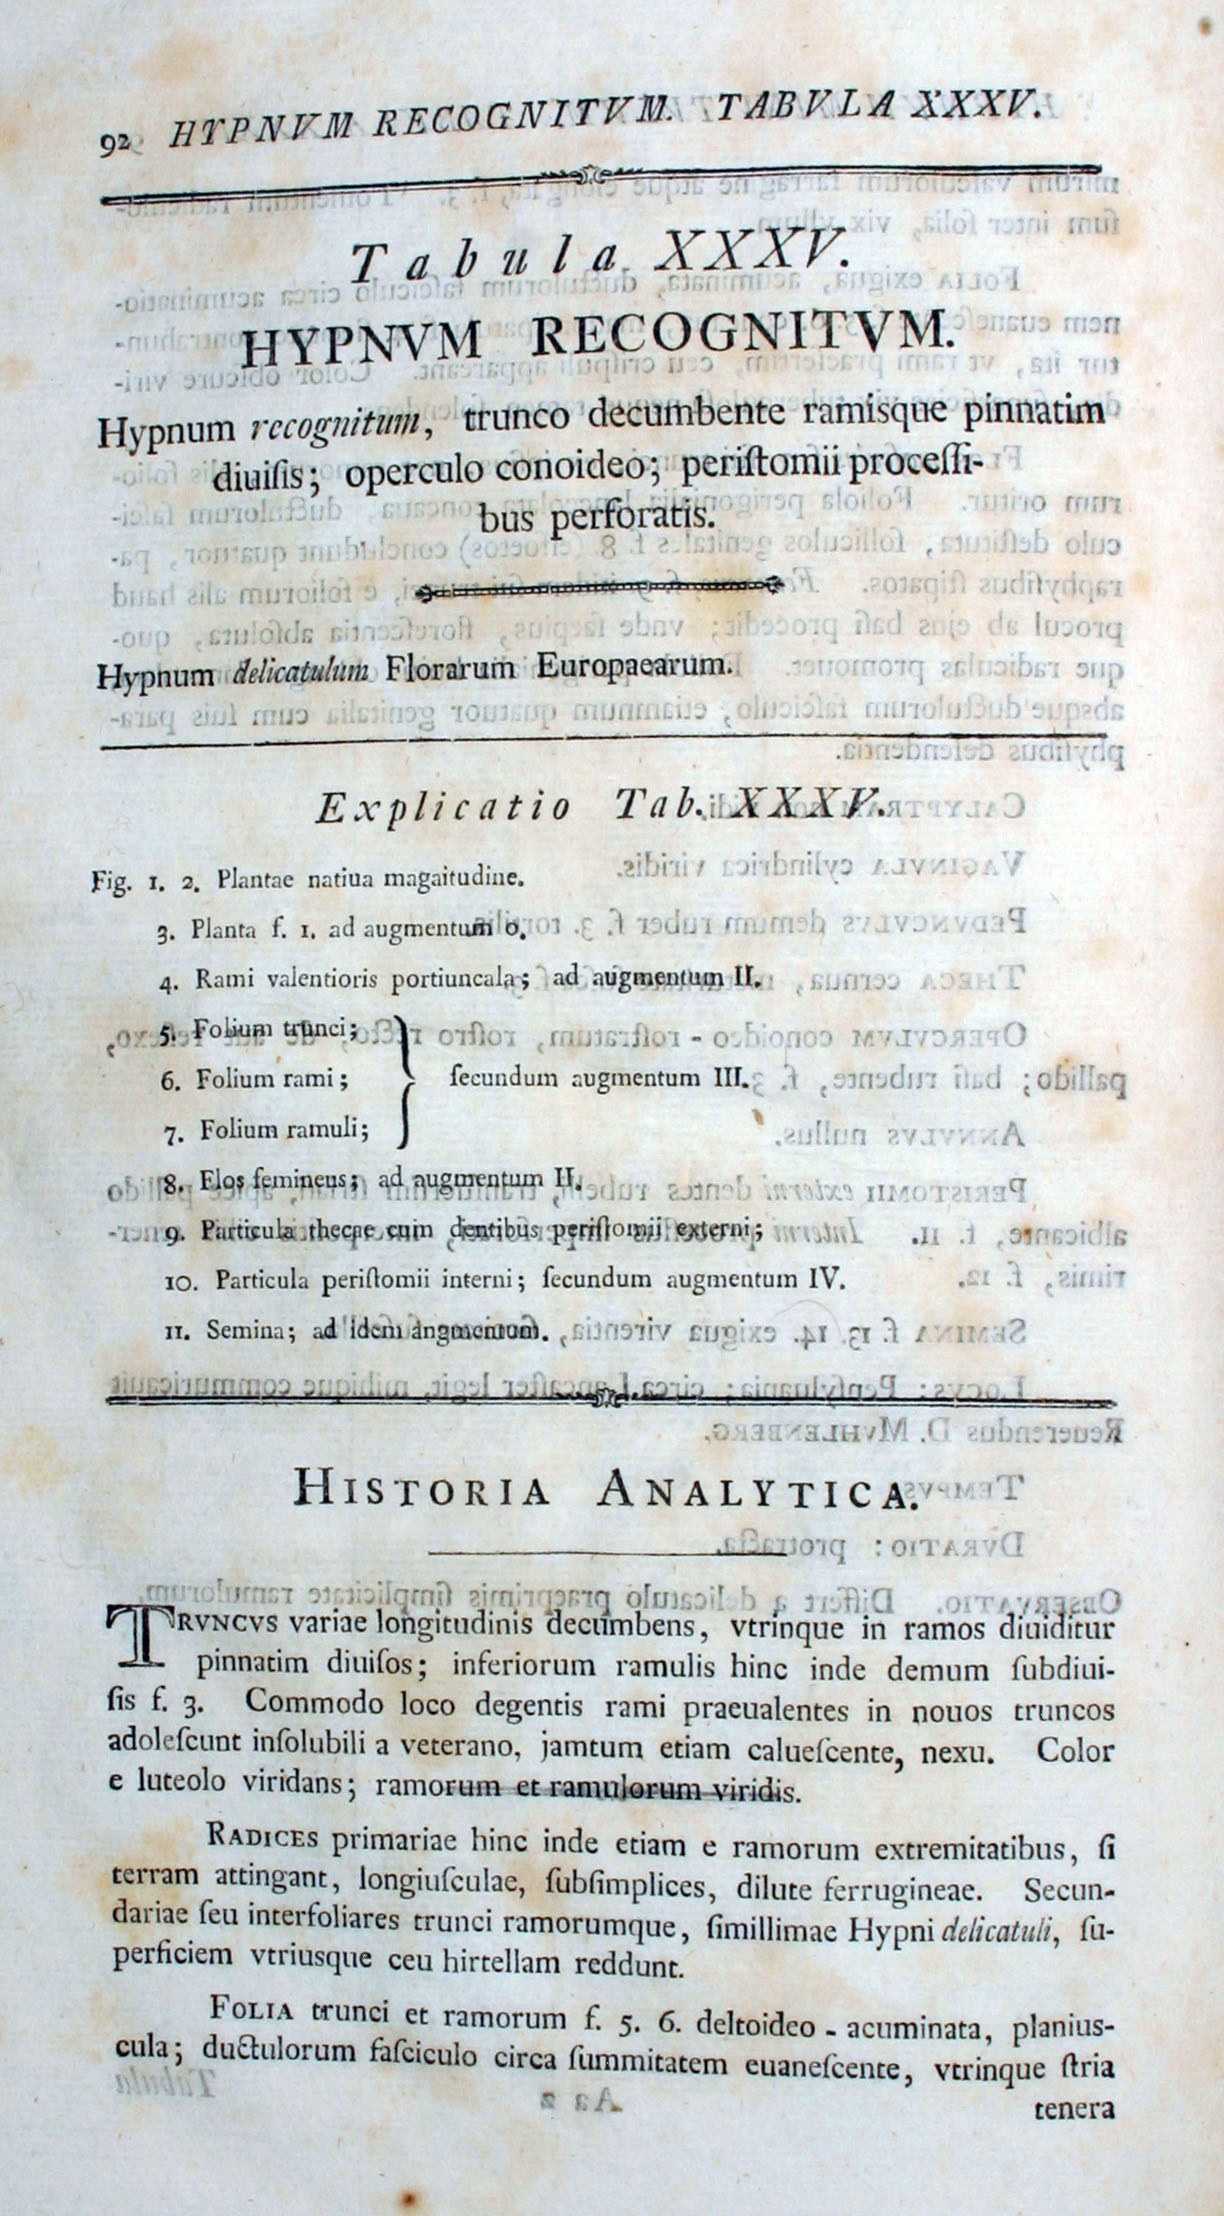 92 HYPNVM RECOGNITVM. TABVLA XXXV.
Tabula XXXV.
HYPNVM RECOGNITVM.
Hypnum recognitum, trunco decumbente ramisque pinnatim
diuiſis; operculo conoideo; periſtomii proceſſi-
bus perforatis.
Hypnum delicatulum Florarum Europaearum.
Explicatio Tab. XXXV.
Fig. 1. 2. Plantae natiua magaitudine.
3. Planta f. 1. ad augmentum 0.
4. Rami valentioris portiuncala; ad augmentum II.
5. Folium trunci;
6. Folium rami; ſecundum augmentum III.
7. Folium ramuli;
8. Flos femineus; ad augmentum II.
9. Particula thecae cum dentibus periſtomii externi;
10. Particula periſtomii interni; ſecundum augmentum IV.
11. Semina; ad idem augmentum.
HISTORIA ANALYTICA.
TRVNCVS variae longitudinis decumbens, vtrinque in ramos diuiditur
pinnatim diuiſos; inferiorum ramulis hinc inde demum ſubdiui-
ſis f. 3. Commodo loco degentis rami praeualentes in nouos truncos
adoleſcunt inſolubili a veterano, jamtum etiam calueſcente, nexu. Color
e luteolo viridans; ramorum et ramulorum viridis.
RADICES primariae hinc inde etiam e ramorum extremitatibus, ſi
terram attingant, longiuſculae, ſubſimplices, dilute ferrugineae. Secun-
dariae ſeu interfoliares trunci ramorumque, ſimillimae Hypni delicatuli, ſu-
perficiem vtriusque ceu hirtellam reddunt.
FOLIA trunci et ramorum f. 5. 6. deltoideo - acuminata, planius-
cula; ductulorum faſciculo circa ſummitatem euaneſcente, vtrinque ſtria
tenera